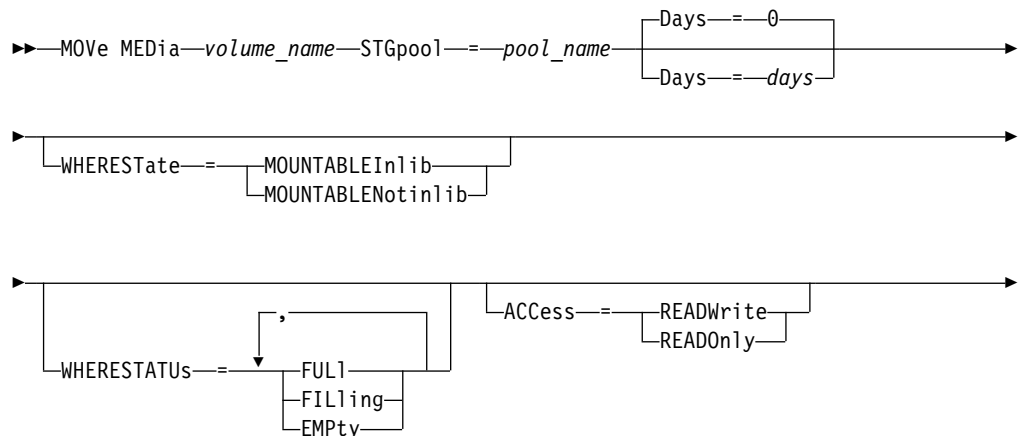 Days = 0
MOVe MEDia volume_name STGpool = pool_name
Days = days
WHERESTate = MOUNTABLEInlib
MOUNTABLENotinlib
,
ACCess = READWrite
READOnly
WHERESTATUs = FULl
FILling
EMPty